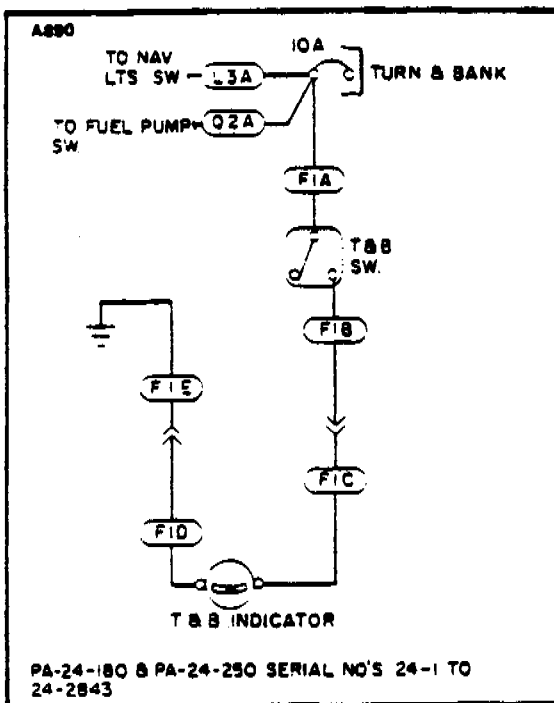 A890
10A
TO NAV
LTS SW
L3A
TURN & BANK
TO FUEL PUMP
SW.
Q2A
F1A
T&B
SW.
F1B
F1E
F1C
F1D
T & B INDICATOR
PA-24-180 & PA-24-250 SERIAL NO'S 24-1 TO
24-2843